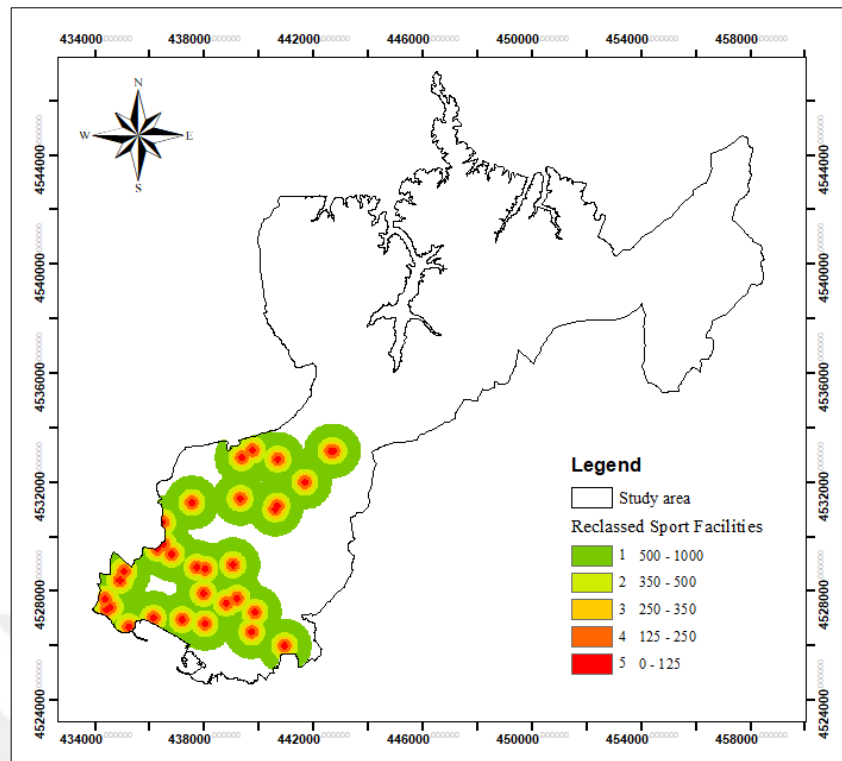 434000 438000 442000 446000 450000 454000 458000
N
W E
S
4544000 4544000
4540000 4540000
4536000 4536000
4532000 4532000
4528000 4528000
4524000 4524000
Legend
Study area
Reclassed Sport Facilities
1 500 - 1000
2 350 - 500
3 250 - 350
4 125 - 250
5 0 - 125
434000 438000 442000 446000 450000 454000 458000